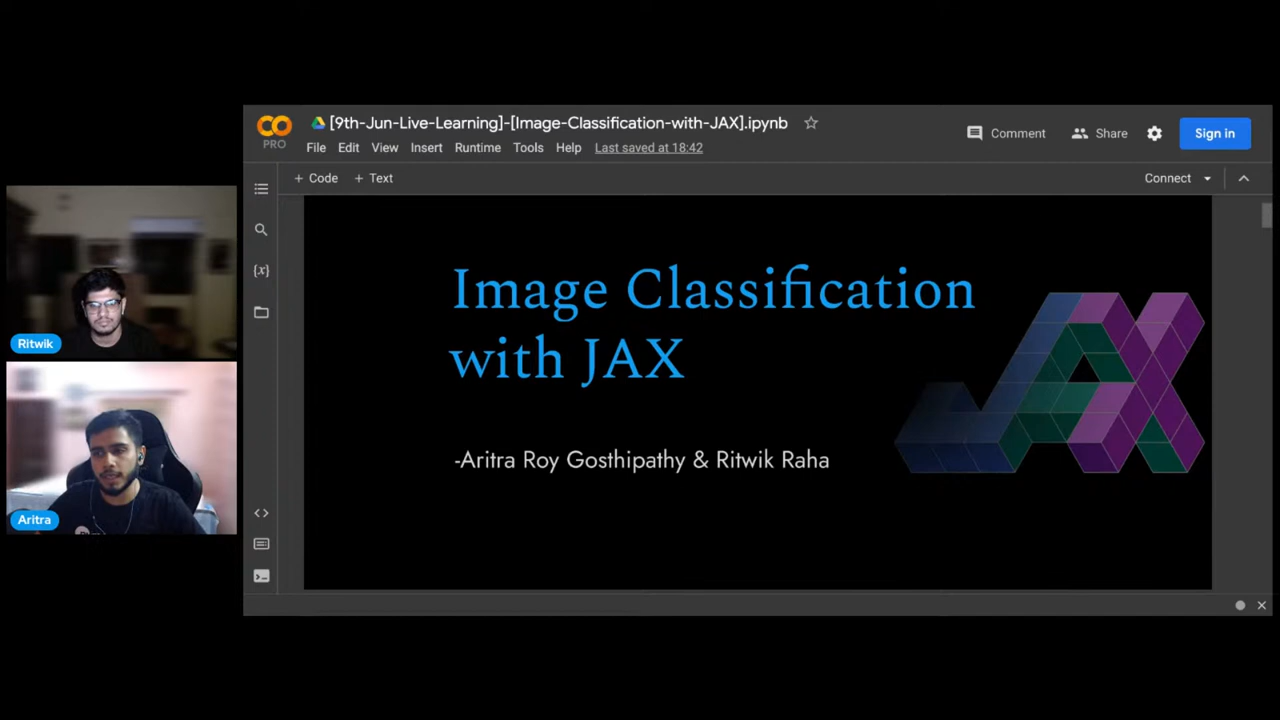 PRO
[9th-Jun-Live-Learning]-[Image-Classification-with-JAX].ipynb
Comment
Share
Sign in
File Edit View Insert Runtime Tools Help Last saved at 18:42
+ Code + Text
Connect
{x}
Image Classification
with JAX
JAX
-Aritra Roy Gosthipathy & Ritwik Raha
Ritwik
Aritra